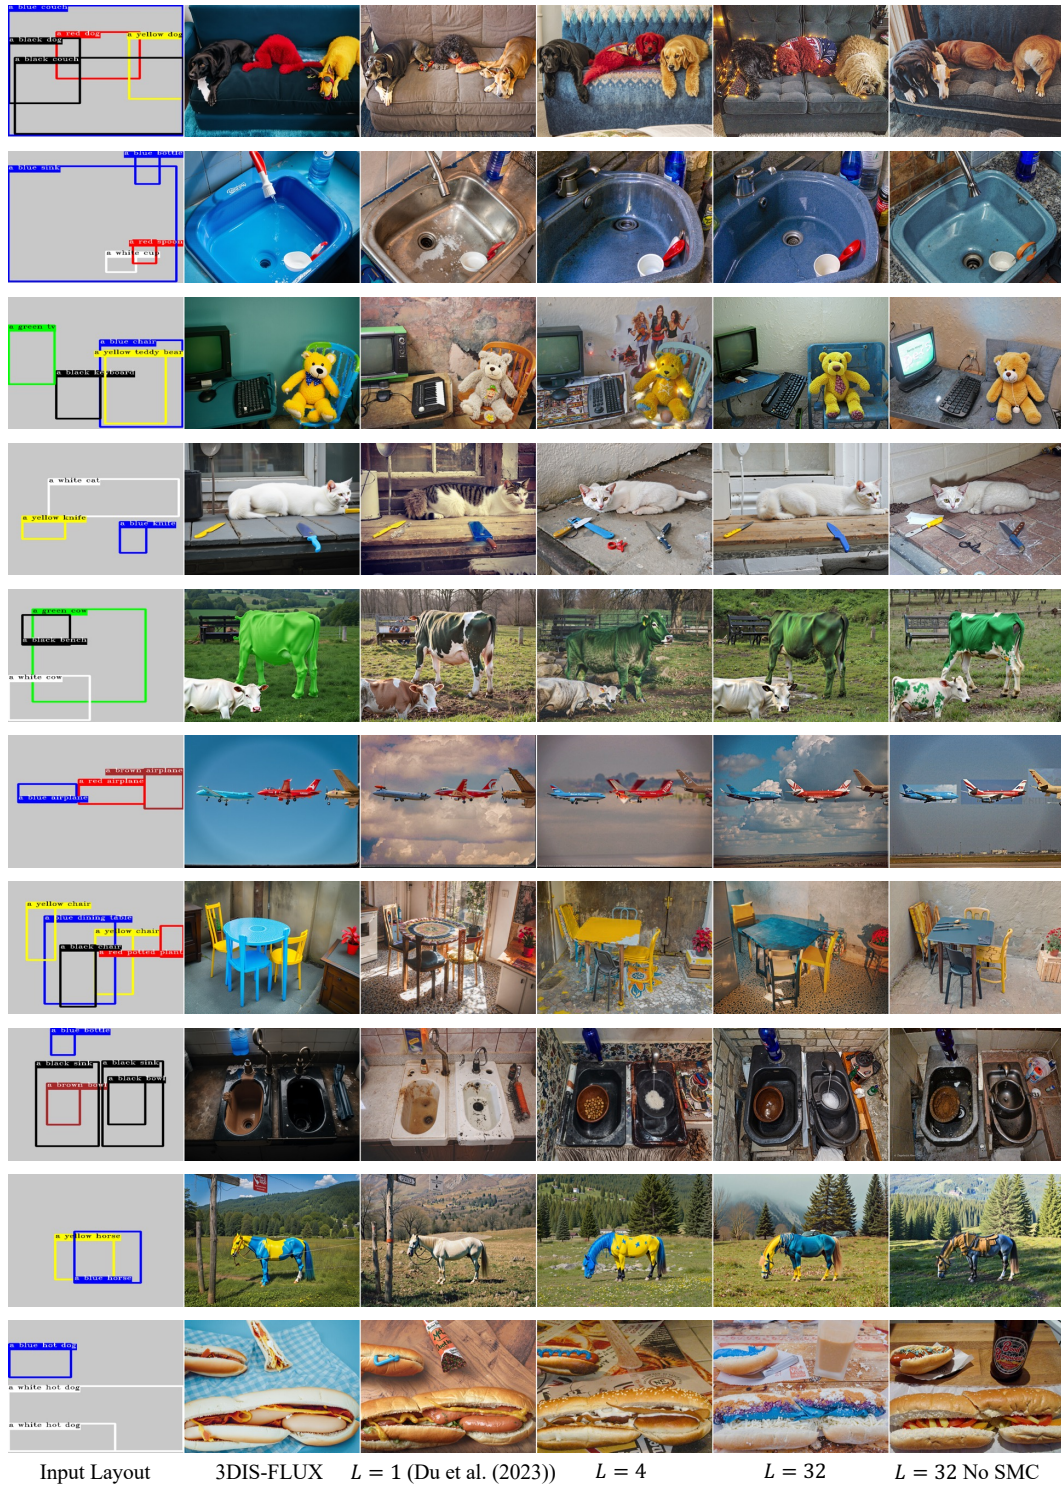 a blue couch
a red dog
a black dog
a yellow dog
a black couch
a blue bottle
a blue sink
a red spoon
a white cup
a green tv
a blue chair
a yellow teddy bear
a black keyboard
a white cat
a yellow knife
a blue knife
a green cow
a black bench
a white cow
a brown airplane
a red airplane
a blue airplane
a yellow chair
a blue dining table
a yellow chair
a black chair
a red potted plant
a blue bottle
a black sink
a black sink
a black bowl
a brown bowl
a yellow horse
a blue horse
a blue hot dog
a white hot dog
a white hot dog
Input Layout 3DIS-FLUX L = 1 (Du et al. (2023)) L = 4 L = 32 L = 32 No SMC